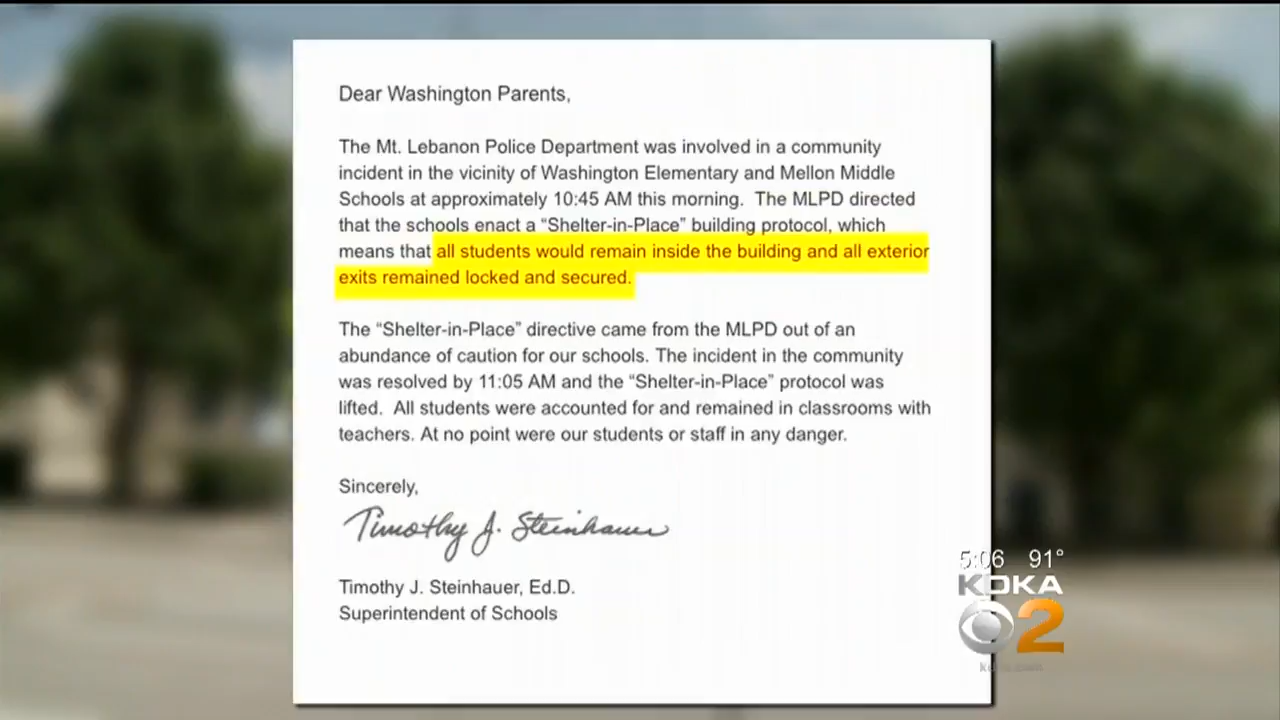 Dear Washington Parents,
The Mt. Lebanon Police Department was involved in a community
incident in the vicinity of Washington Elementary and Mellon Middle
Schools at approximately 10:45 AM this morning.  The MLPD directed
that the schools enact a “Shelter-in-Place” building protocol, which
means that all students would remain inside the building and all exterior
exits remained locked and secured.
The “Shelter-in-Place” directive came from the MLPD out of an
abundance of caution for our schools. The incident in the community
was resolved by 11:05 AM and the “Shelter-in-Place” protocol was
lifted.  All students were accounted for and remained in classrooms with
teachers. At no point were our students or staff in any danger.
Sincerely,
Timothy J. Steinhauer
Timothy J. Steinhauer, Ed.D.
Superintendent of Schools
5:06 91°
KDKA
2